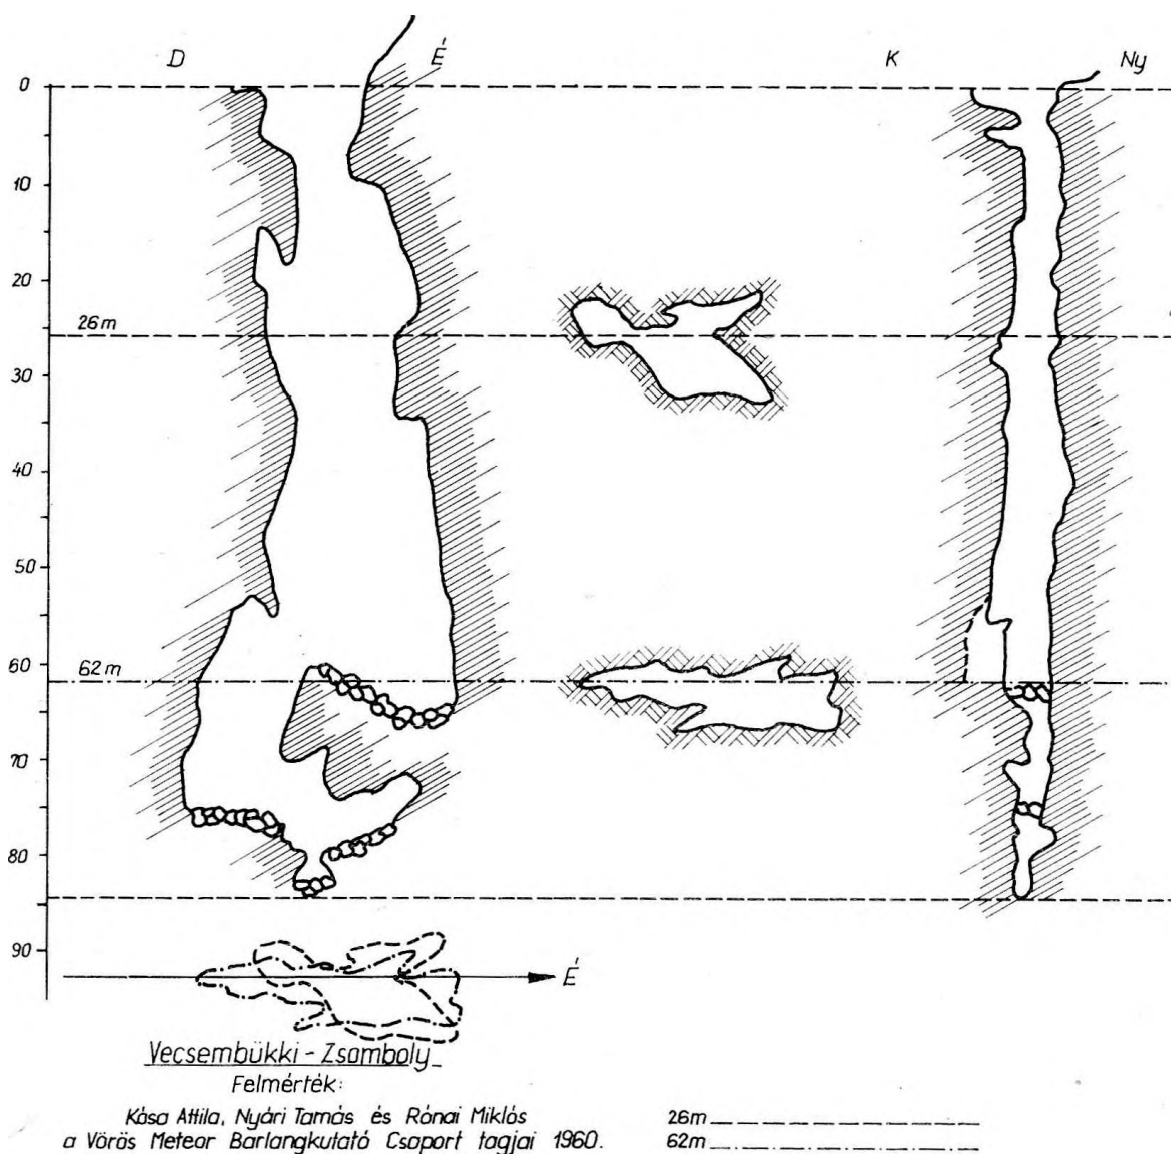 D É K Ny
0
10
20
26m
30
40
50
60
62m
70
80
90
É
Vecsembükki - Zsomboly
Felmérték:
Kósa Attila, Nyári Tamás és Rónai Miklós
a Vörös Meteor Barlangkutató Csoport tagjai 1960.
26m
62m